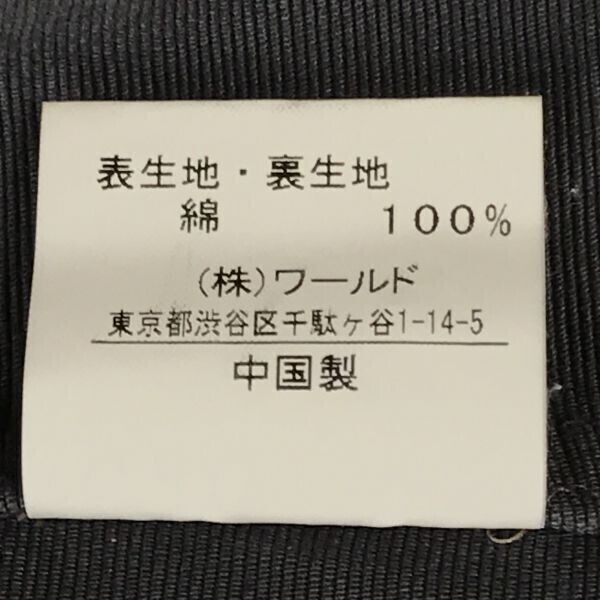 表生地・裏生地
綿 100%
(株)ワールド
東京都渋谷区千駄ヶ谷1-14-5
中国製